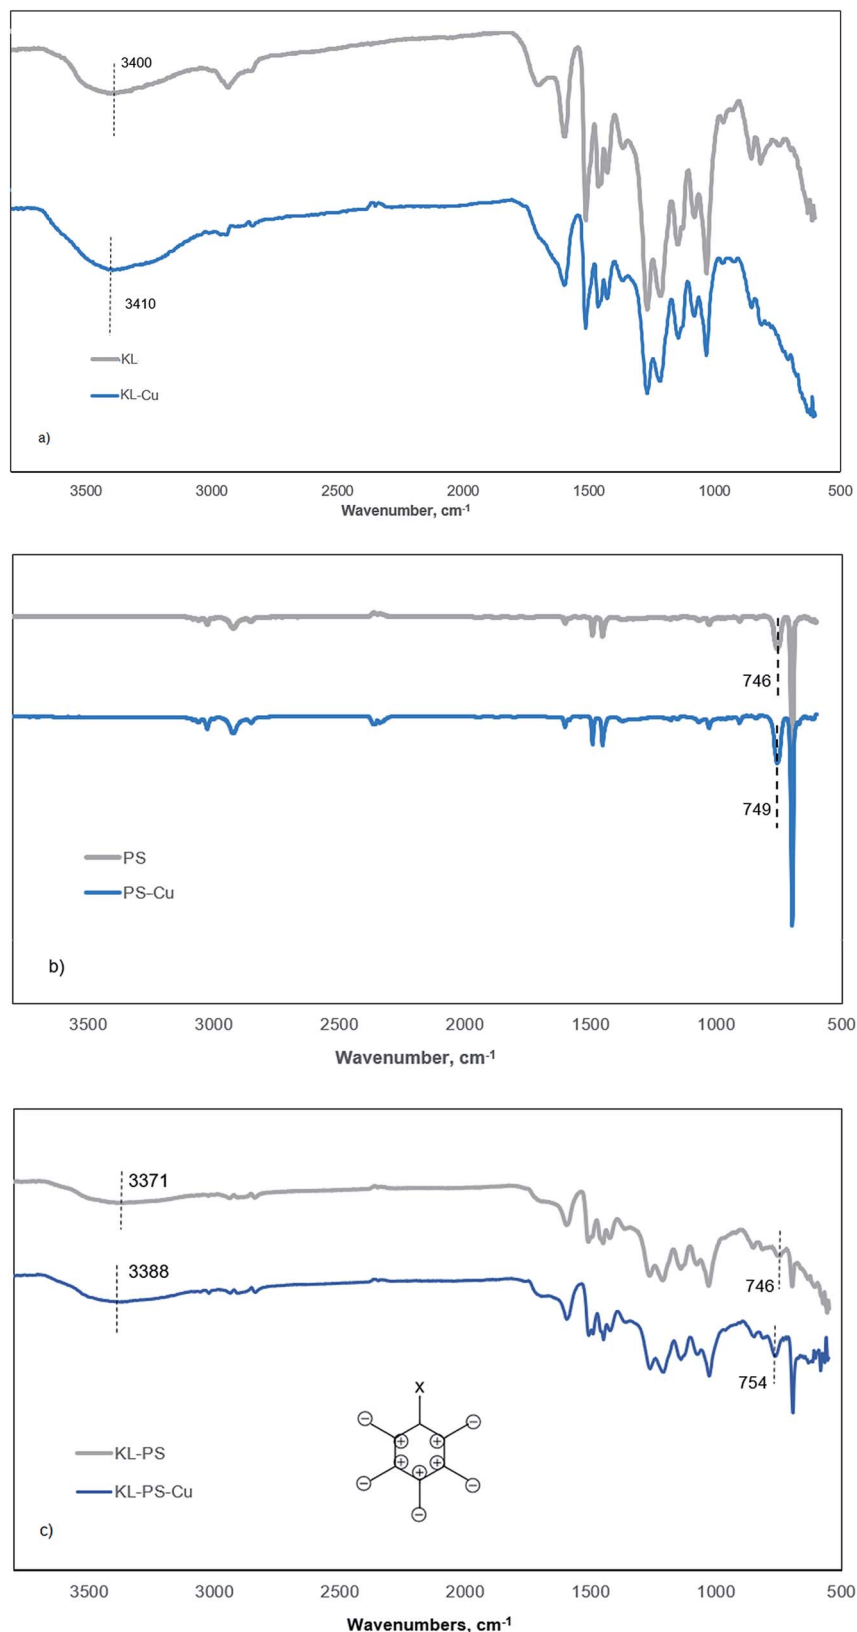 3400
3410
KL
KL-Cu
a)
3500 3000 2500 2000 1500 1000 500
Wavenumber, cm-1
746
749
PS
PS-Cu
b)
3500 3000 2500 2000 1500 1000 500
Wavenumber, cm-1
3371
3388
746
754
X
KL-PS
KL-PS-Cu
c)
3500 3000 2500 2000 1500 1000 500
Wavenumbers, cm-1